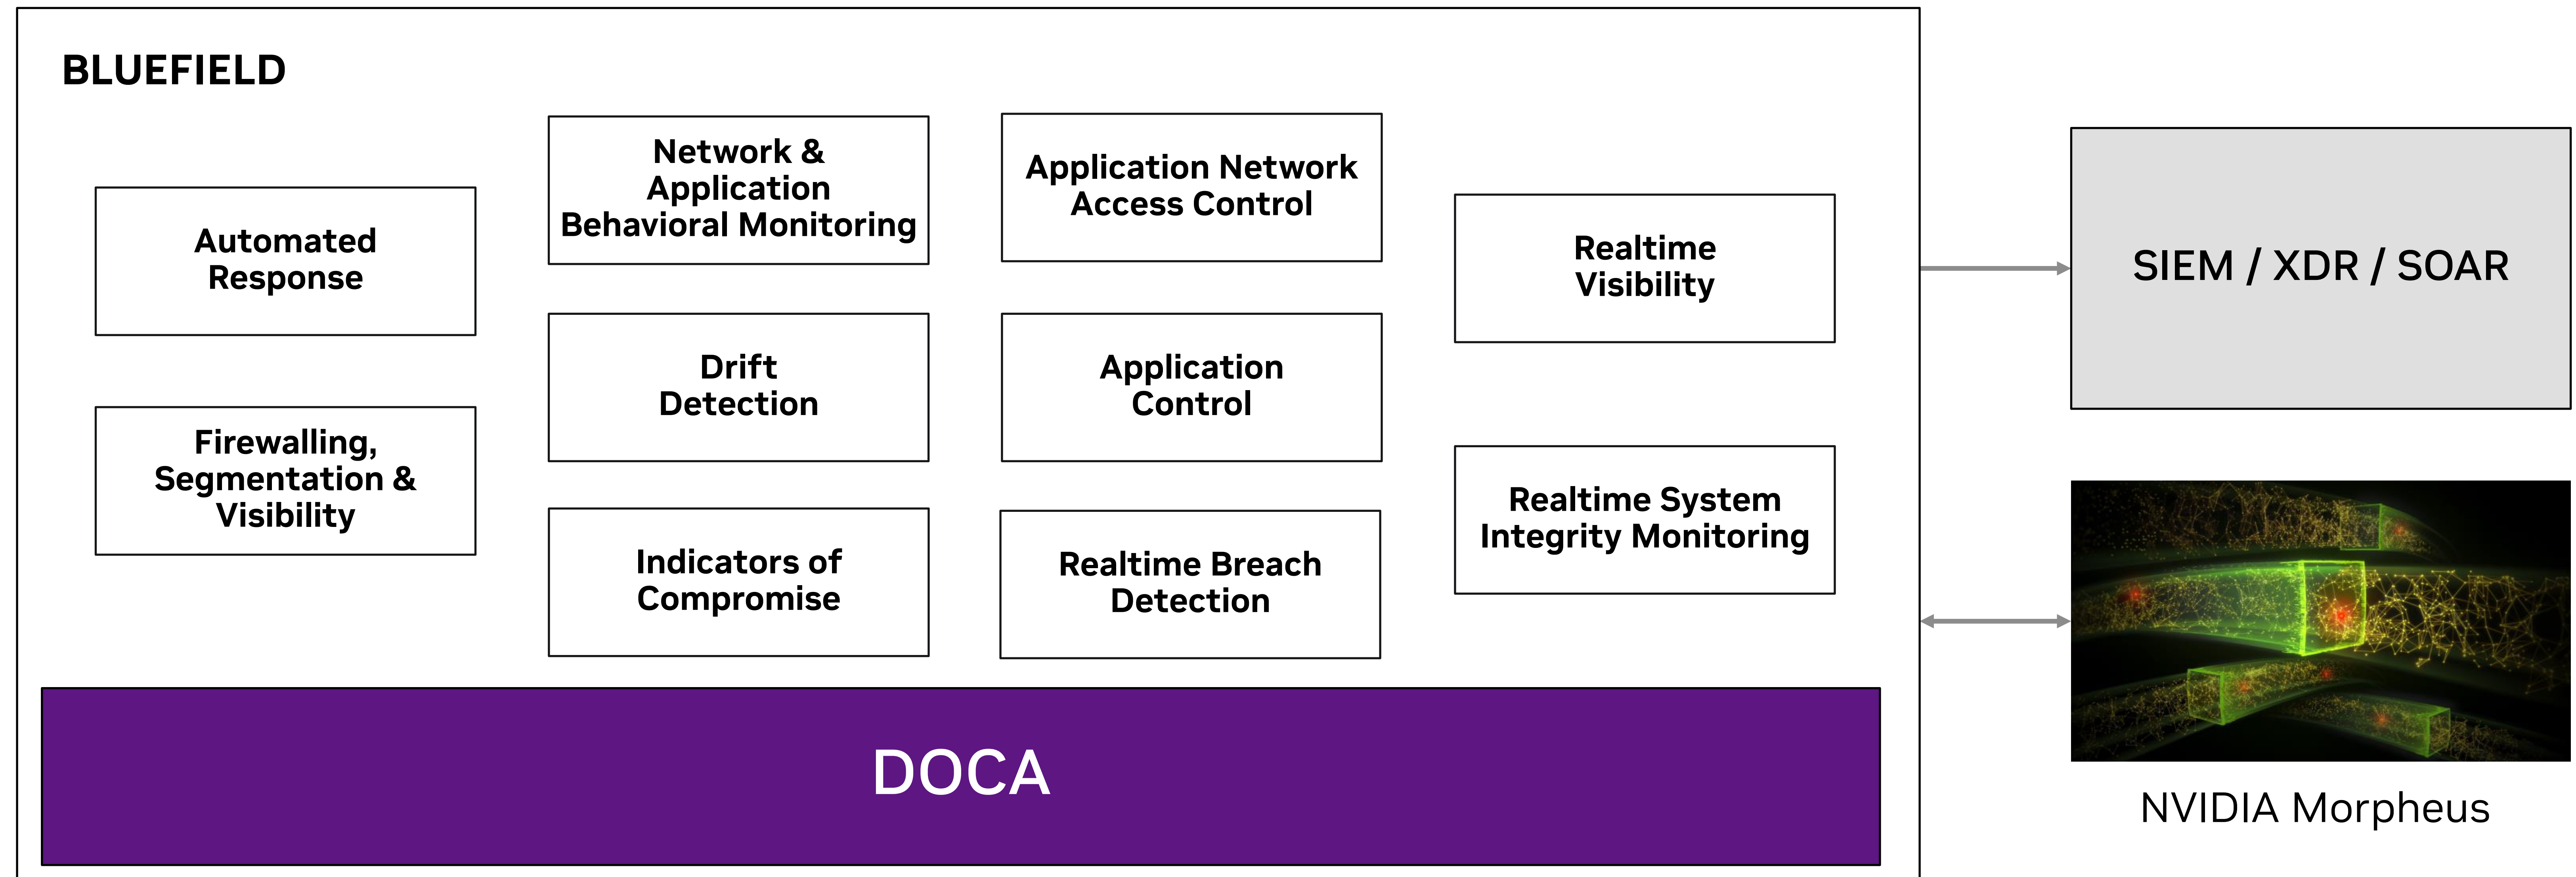 BLUEFIELD
Automated
Response
Firewalling,
Segmentation &
Visibility
Network &
Application
Behavioral Monitoring
Drift
Detection
Indicators of
Compromise
Application Network
Access Control
Application
Control
Realtime Breach
Detection
Realtime
Visibility
Realtime System
Integrity Monitoring
DOCA
SIEM / XDR / SOAR
NVIDIA Morpheus